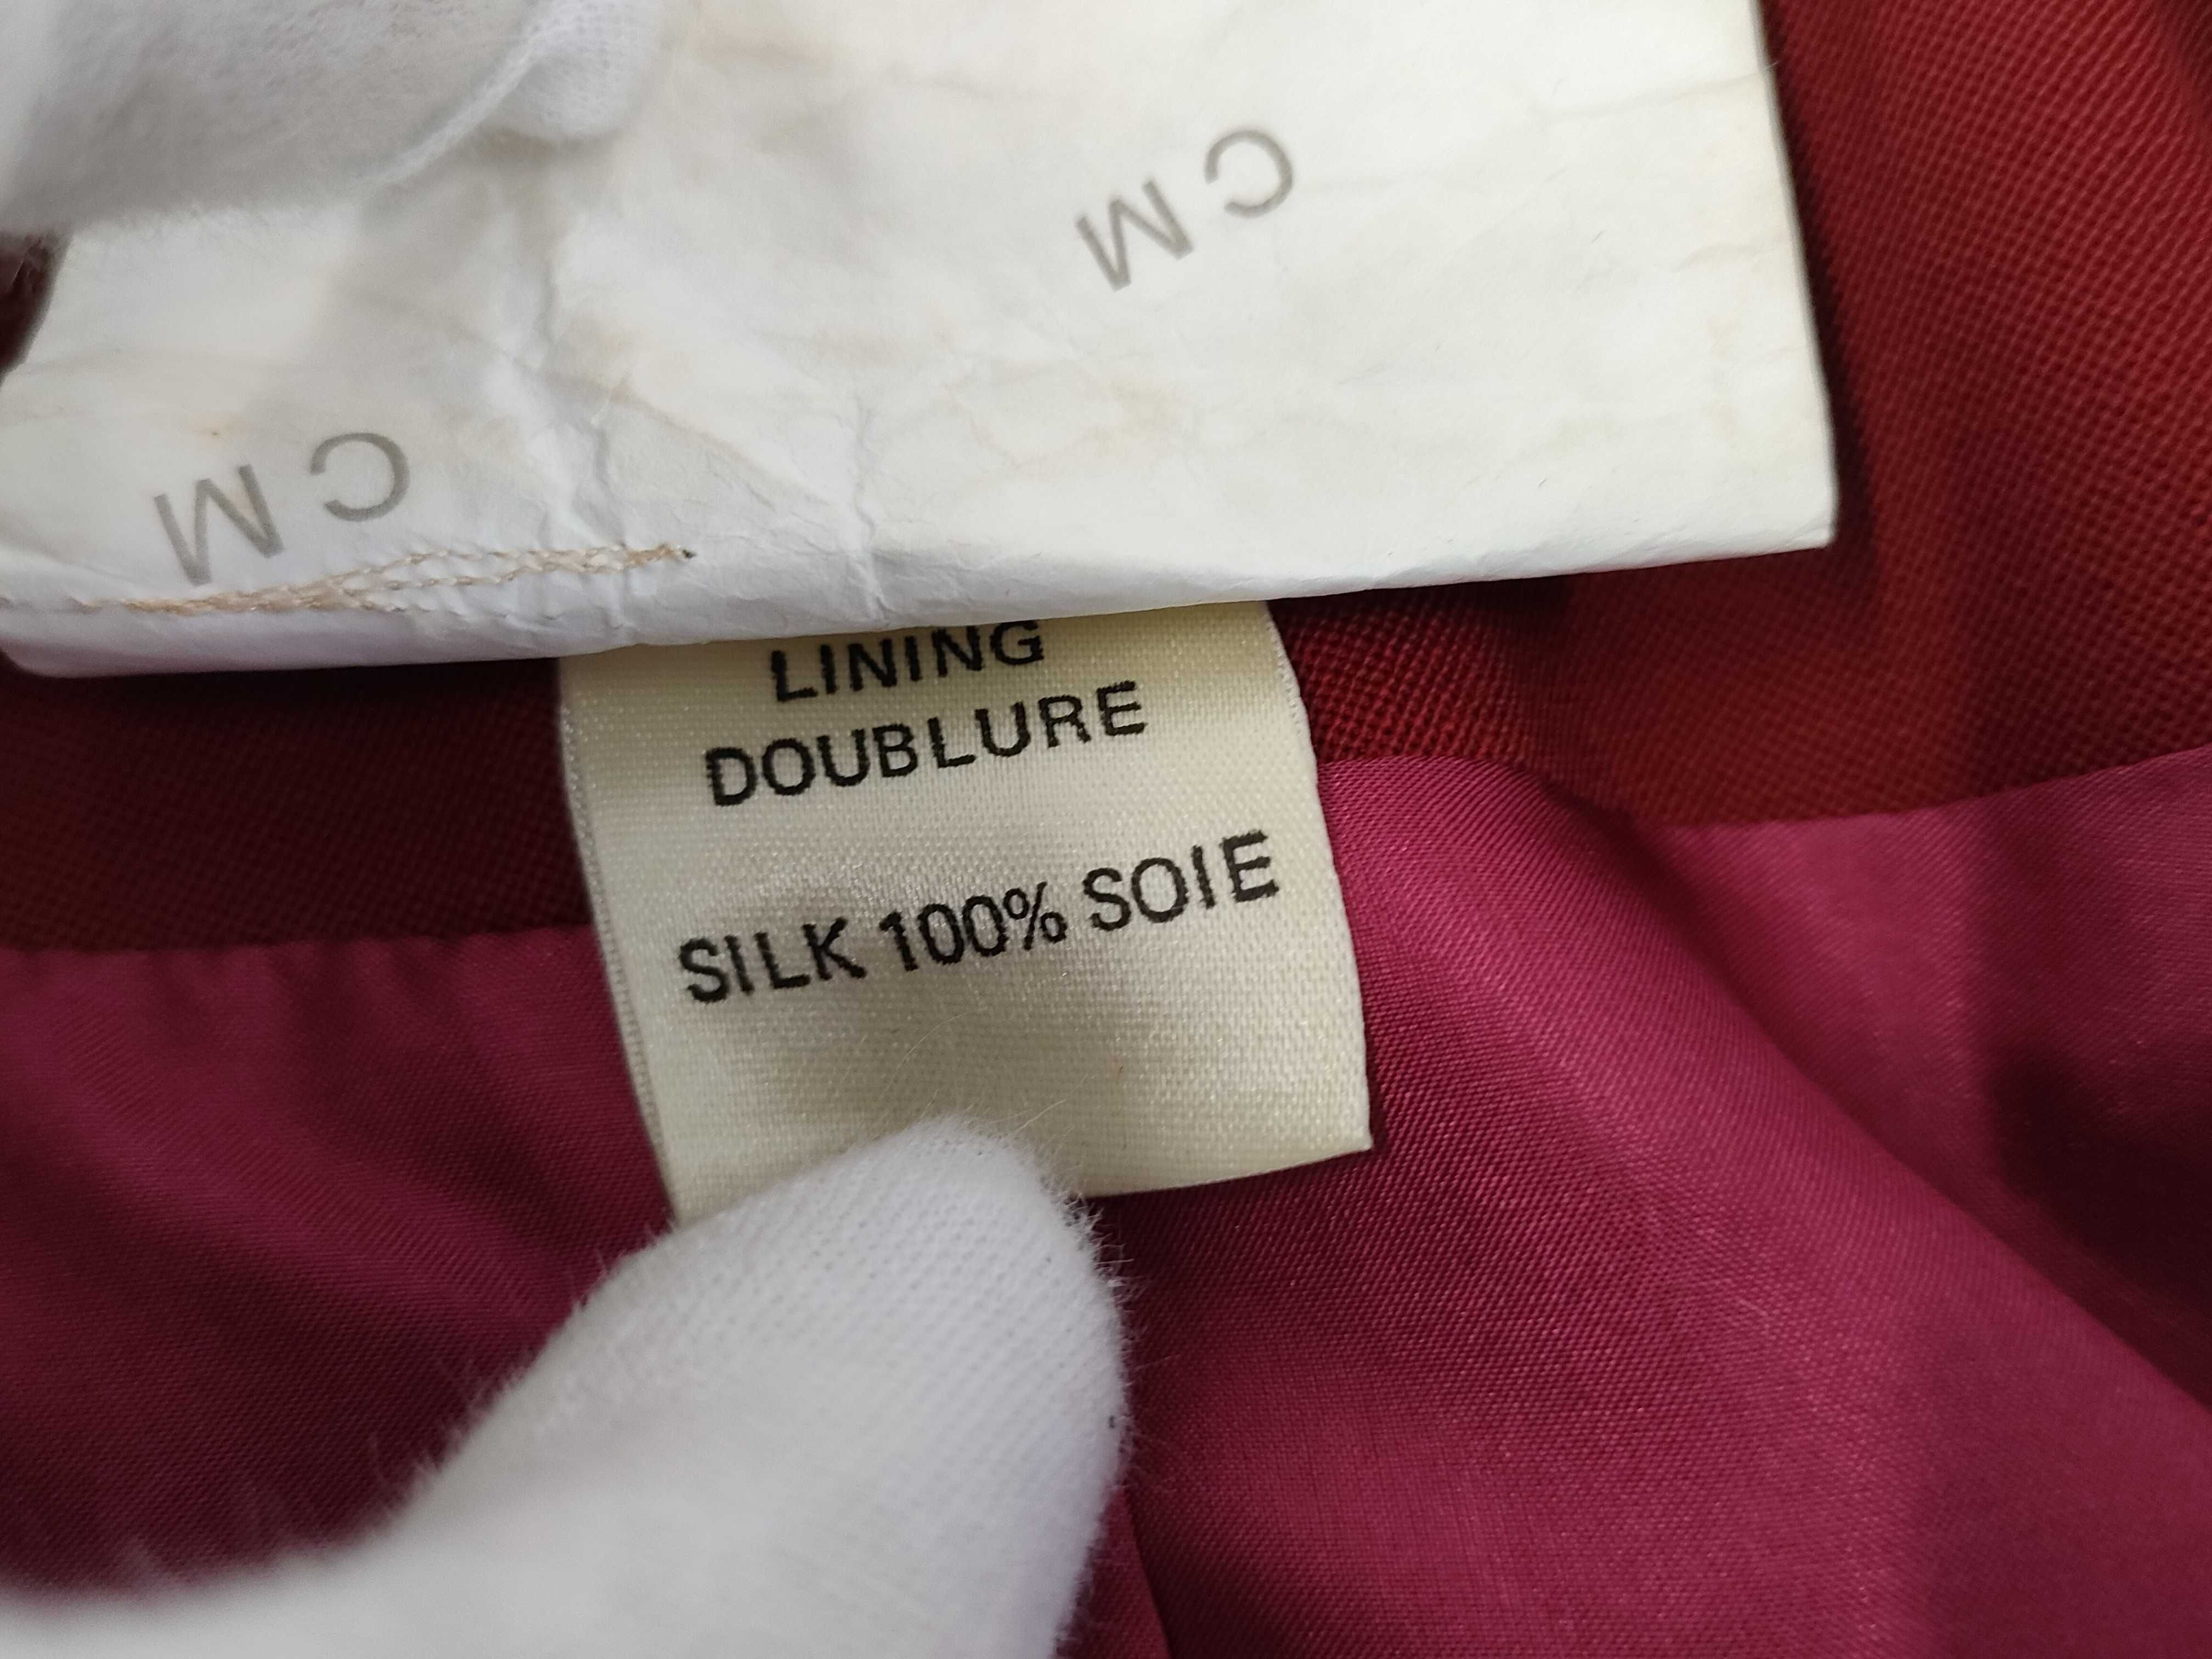 CM
CM
LINING
DOUBLURE
SILK 100% SOIE